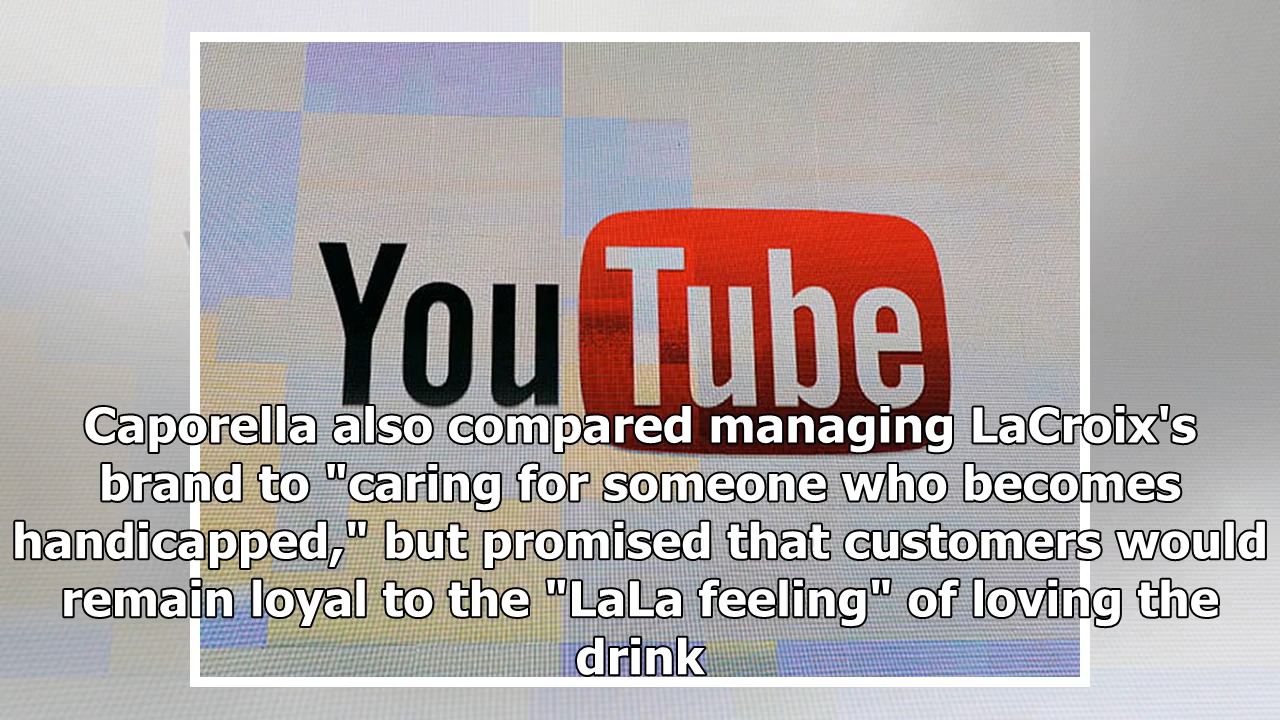 YouTube
Caporella also compared managing LaCroix's
brand to "caring for someone who becomes
handicapped," but promised that customers would
remain loyal to the "LaLa feeling" of loving the
drink